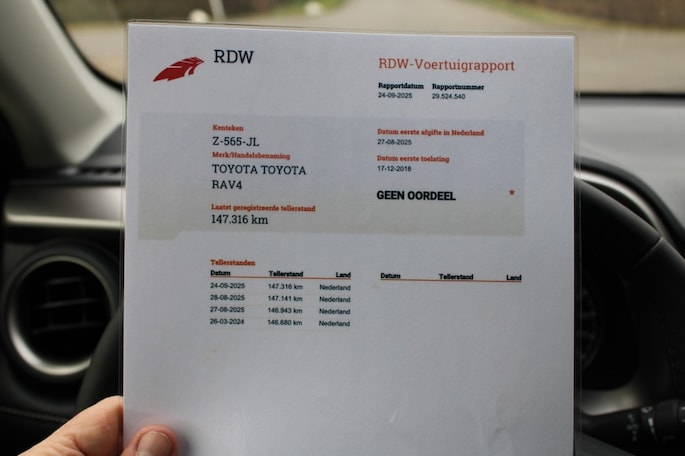 RDW
RDW-Voertuigrapport
Rapportdatum Rapportnummer
24-09-2025 29.524.540
Kenteken
Z-565-JL
Merk/Handelsbenaming
TOYOTA TOYOTA
RAV4
Laatst geregistreerde tellerstand
147.316 km
Datum eerste afgifte in Nederland
27-08-2025
Datum eerste toelating
17-12-2018
GEEN OORDEEL *
Tellerstanden
Datum Tellerstand Land
24-09-2025 147.316 km Nederland
28-08-2025 147.141 km Nederland
27-08-2025 146.943 km Nederland
26-03-2024 146.680 km Nederland
Datum Tellerstand Land